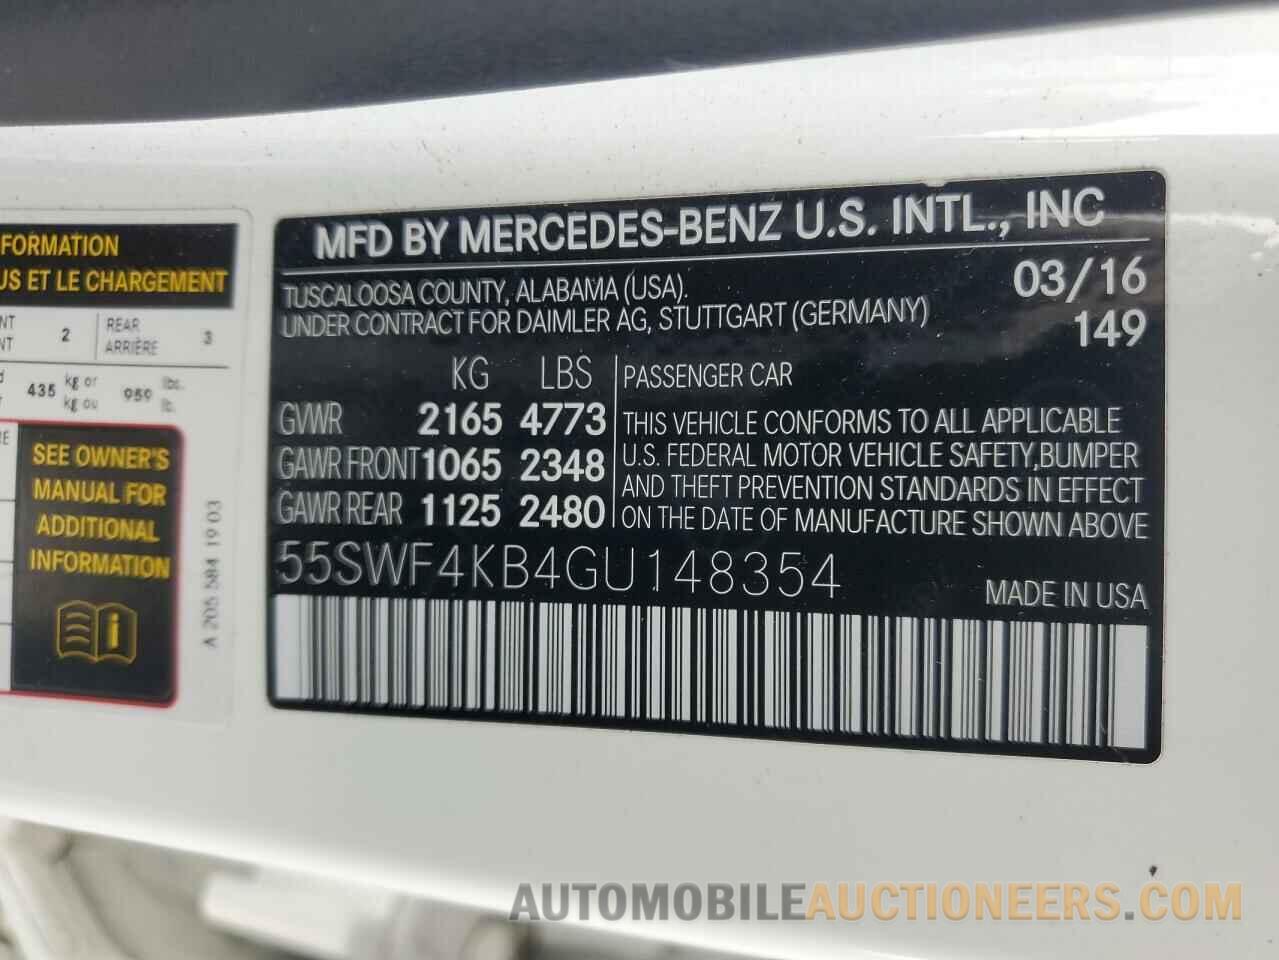 FORMATION
US ET LE CHARGEMENT
NT 2 REAR 3
NT ARRIÈRE
435 kg or 959 lbs.
kg ou lb.
RE
SEE OWNER'S
MANUAL FOR
ADDITIONAL
INFORMATION
A 205 584 19 03
MFD BY MERCEDES-BENZ U.S. INTL., INC
TUSCALOOSA COUNTY, ALABAMA (USA). 03/16
UNDER CONTRACT FOR DAIMLER AG, STUTTGART (GERMANY) 149
KG LBS
GVWR 2165 4773
GAWR FRONT 1065 2348
GAWR REAR 1125 2480
PASSENGER CAR
THIS VEHICLE CONFORMS TO ALL APPLICABLE
U.S. FEDERAL MOTOR VEHICLE SAFETY,BUMPER
AND THEFT PREVENTION STANDARDS IN EFFECT
ON THE DATE OF MANUFACTURE SHOWN ABOVE
55SWF4KB4GU148354
MADE IN USA
AUTOMOBILEAUCTIONEERS.COM